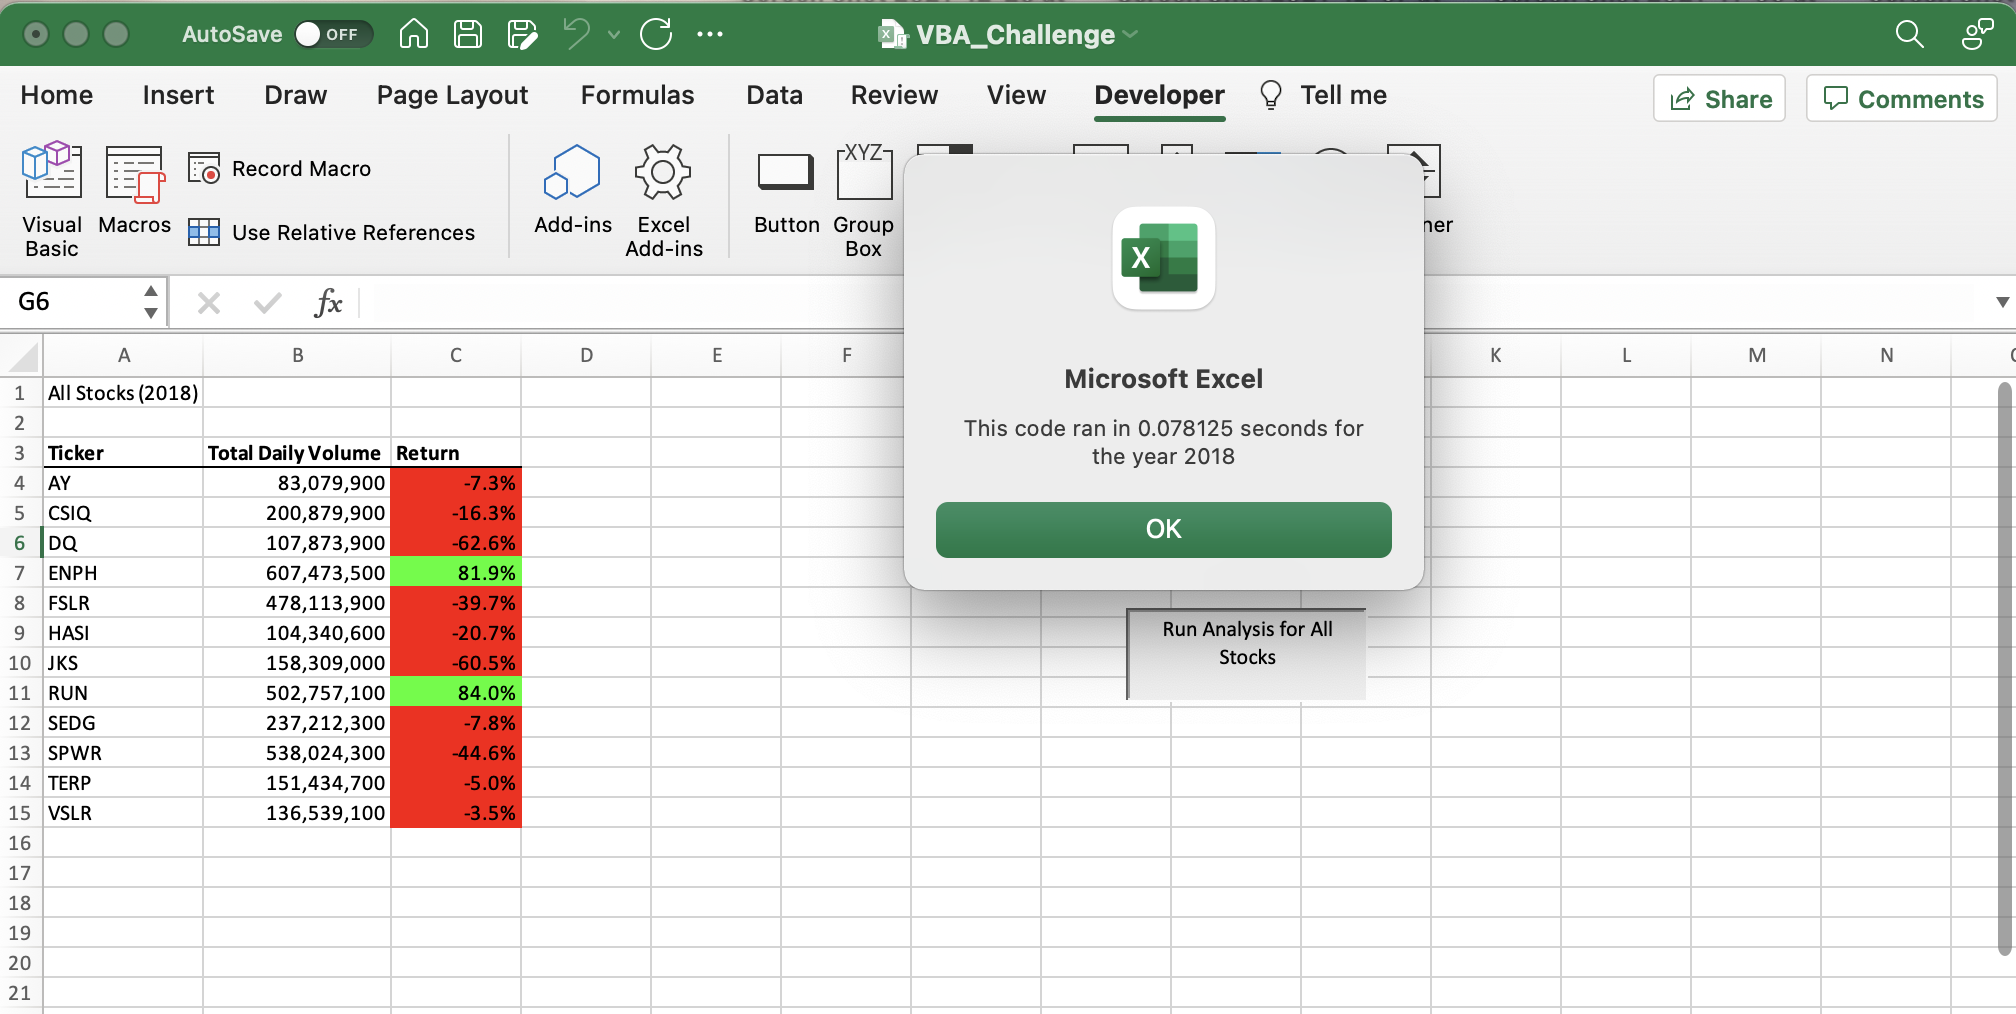 AutoSave OFF
VBA_Challenge
Home Insert Draw Page Layout Formulas Data Review View Developer Tell me Share Comments
Visual Basic
Macros
Record Macro
Use Relative References
Add-ins
Excel Add-ins
Button
XYZ
Group Box
G6
fx
A B C D E F K L M N
1 All Stocks (2018)
2
3 Ticker Total Daily Volume Return
4 AY 83,079,900 -7.3%
5 CSIQ 200,879,900 -16.3%
6 DQ 107,873,900 -62.6%
7 ENPH 607,473,500 81.9%
8 FSLR 478,113,900 -39.7%
9 HASI 104,340,600 -20.7%
10 JKS 158,309,000 -60.5%
11 RUN 502,757,100 84.0%
12 SEDG 237,212,300 -7.8%
13 SPWR 538,024,300 -44.6%
14 TERP 151,434,700 -5.0%
15 VSLR 136,539,100 -3.5%
16
17
18
19
20
21
X
Microsoft Excel
This code ran in 0.078125 seconds for
the year 2018
OK
Run Analysis for All
Stocks